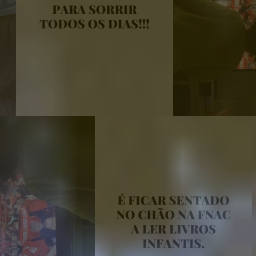 PARA SORRIR
TODOS OS DIAS!!!
É FICAR SENTADO
NO CHÃO NA FNAC
A LER LIVROS
INFANTIS.